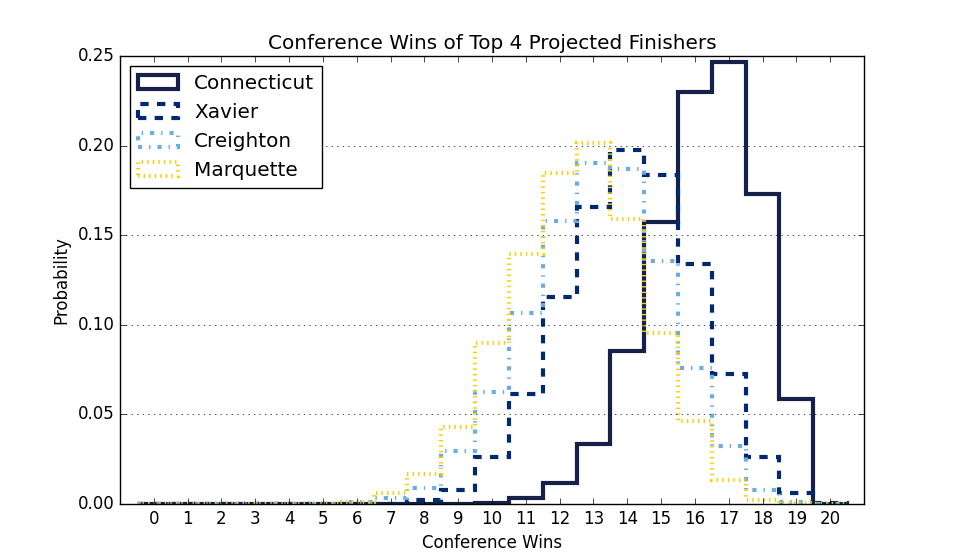 Conference Wins of Top 4 Projected Finishers
Connecticut
Xavier
Creighton
Marquette
0.25
0.20
0.15
0.10
0.05
0.00
Probability
0 1 2 3 4 5 6 7 8 9 10 11 12 13 14 15 16 17 18 19 20
Conference Wins